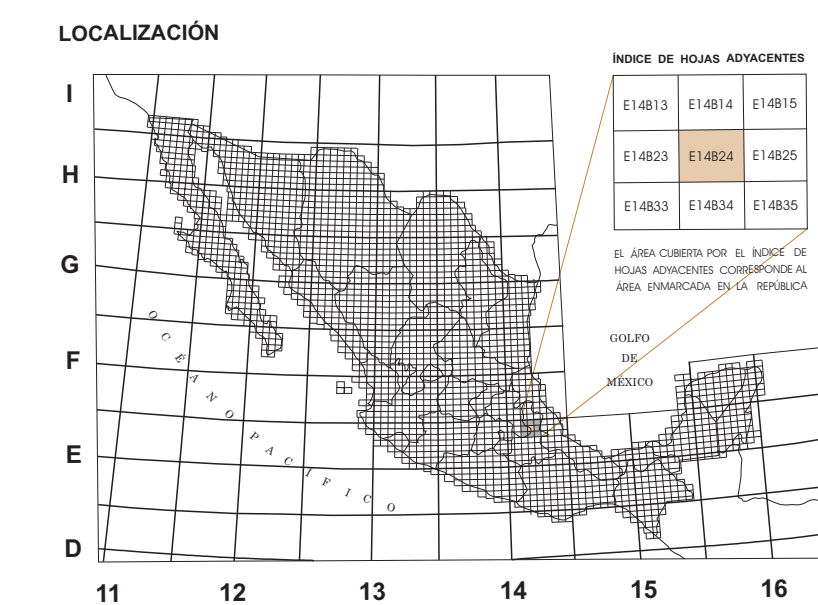 LOCALIZACIÓN
ÍNDICE DE HOJAS ADYACENTES
E14B13 E14B14 E14B15
E14B23 E14B24 E14B25
E14B33 E14B34 E14B35
EL ÁREA CUBIERTA POR EL ÍNDICE DE
HOJAS ADYACENTES CORRESPONDE AL
ÁREA ENMARCADA EN LA REPÚBLICA
I
H
G
F
E
D
GOLFO
DE
MÉXICO
OCÉANO PACIFICO
11 12 13 14 15 16